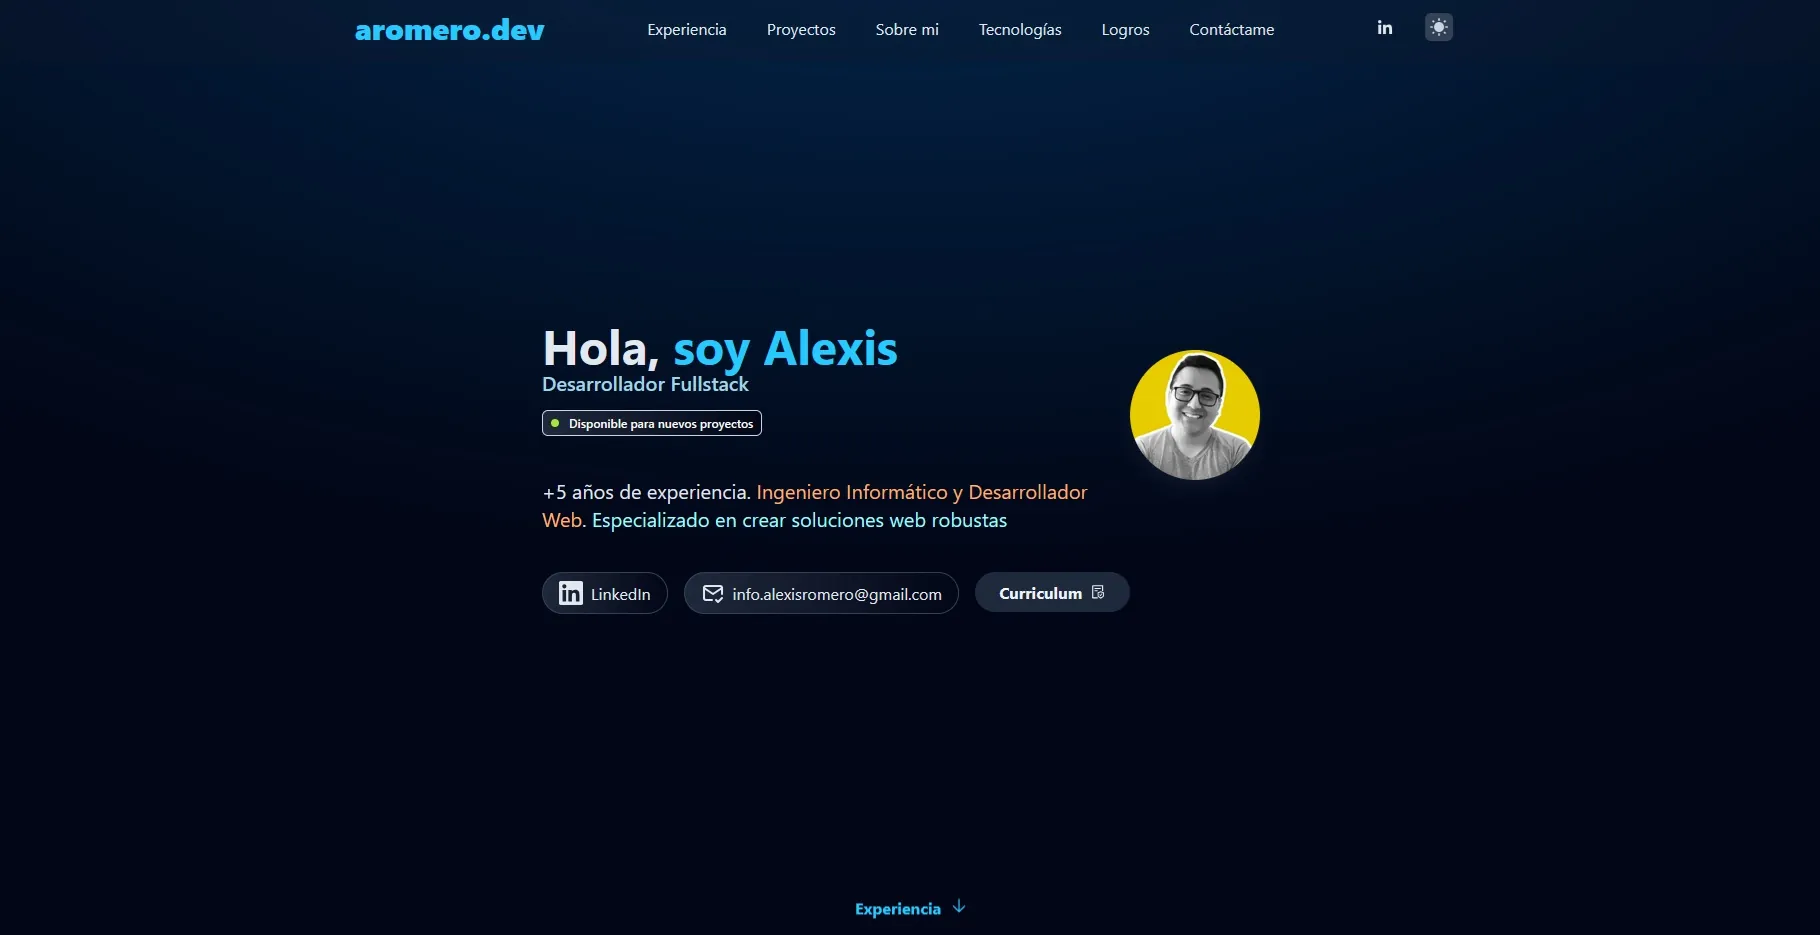 aromero.dev
Experiencia
Proyectos
Sobre mi
Tecnologías
Logros
Contáctame
in
Hola, soy Alexis
Desarrollador Fullstack
Disponible para nuevos proyectos
+5 años de experiencia. Ingeniero Informático y Desarrollador
Web. Especializado en crear soluciones web robustas
in LinkedIn
info.alexisromero@gmail.com
Curriculum
Experiencia